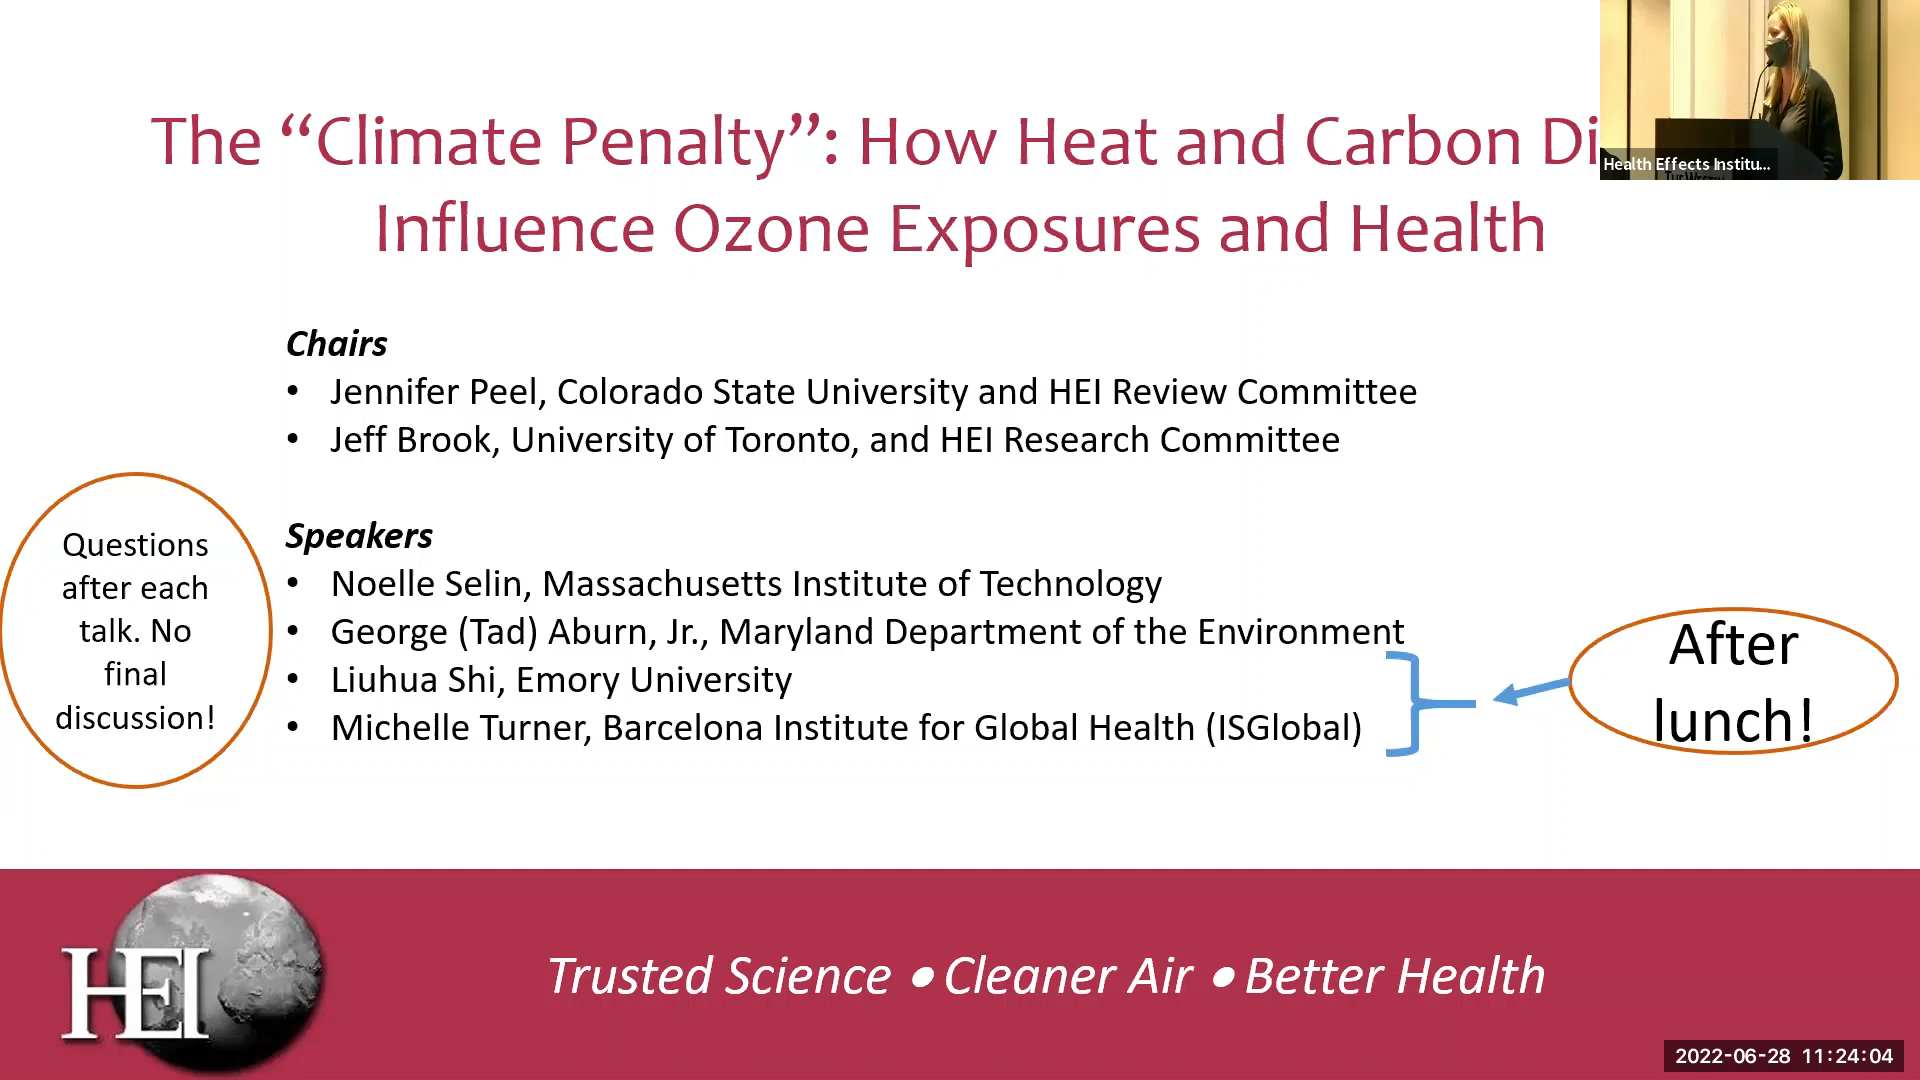 The “Climate Penalty”: How Heat and Carbon Di
Influence Ozone Exposures and Health
Health Effects Institu...
Chairs
• Jennifer Peel, Colorado State University and HEI Review Committee
• Jeff Brook, University of Toronto, and HEI Research Committee
Questions
after each
talk. No
final
discussion!
Speakers
• Noelle Selin, Massachusetts Institute of Technology
• George (Tad) Aburn, Jr., Maryland Department of the Environment
• Liuhua Shi, Emory University
• Michelle Turner, Barcelona Institute for Global Health (ISGlobal)
After
lunch!
HEI
Trusted Science ● Cleaner Air ● Better Health
2022-06-28 11:24:04